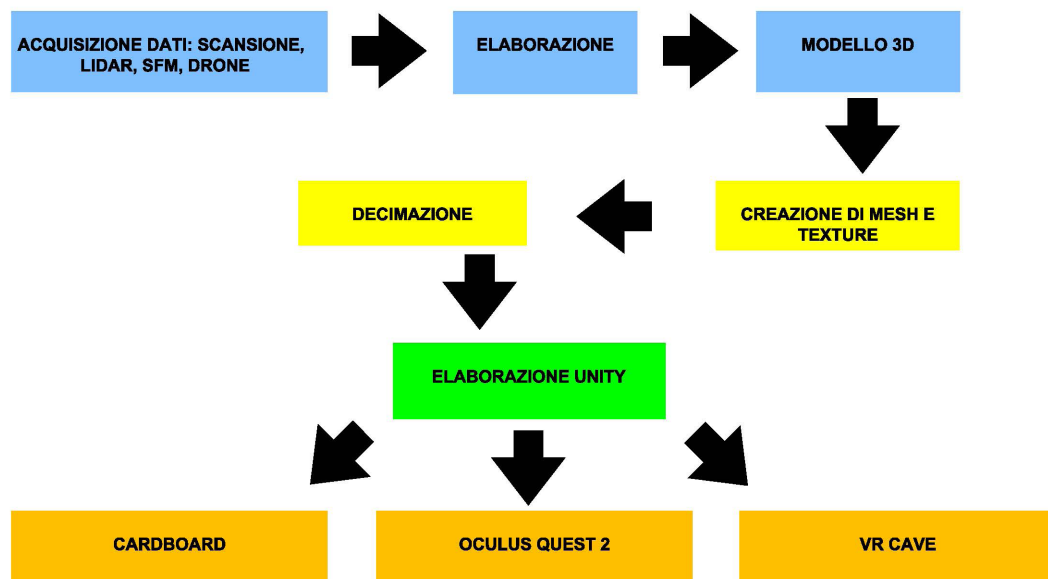 ACQUISIZIONE DATI: SCANSIONE,
LIDAR, SFM, DRONE
ELABORAZIONE
MODELLO 3D
CREAZIONE DI MESH E
TEXTURE
DECIMAZIONE
ELABORAZIONE UNITY
CARDBOARD
OCULUS QUEST 2
VR CAVE